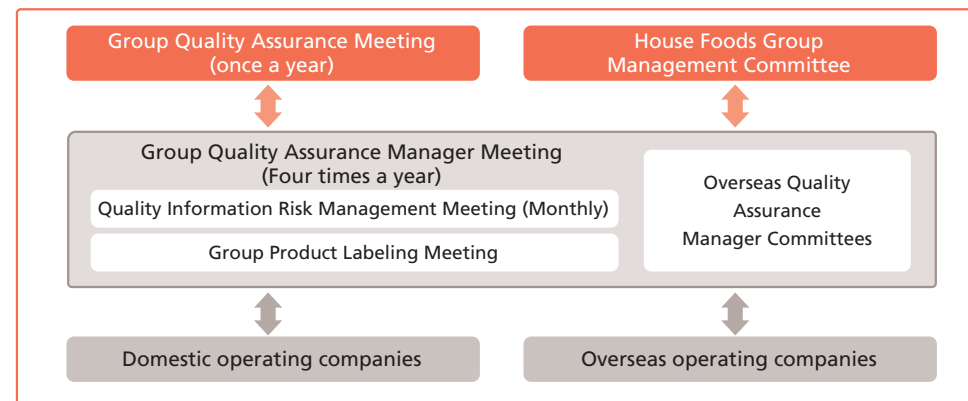 Group Quality Assurance Meeting
(once a year)
House Foods Group
Management Committee
Group Quality Assurance Manager Meeting
(Four times a year)
Quality Information Risk Management Meeting (Monthly)
Group Product Labeling Meeting
Overseas Quality
Assurance
Manager Committees
Domestic operating companies
Overseas operating companies